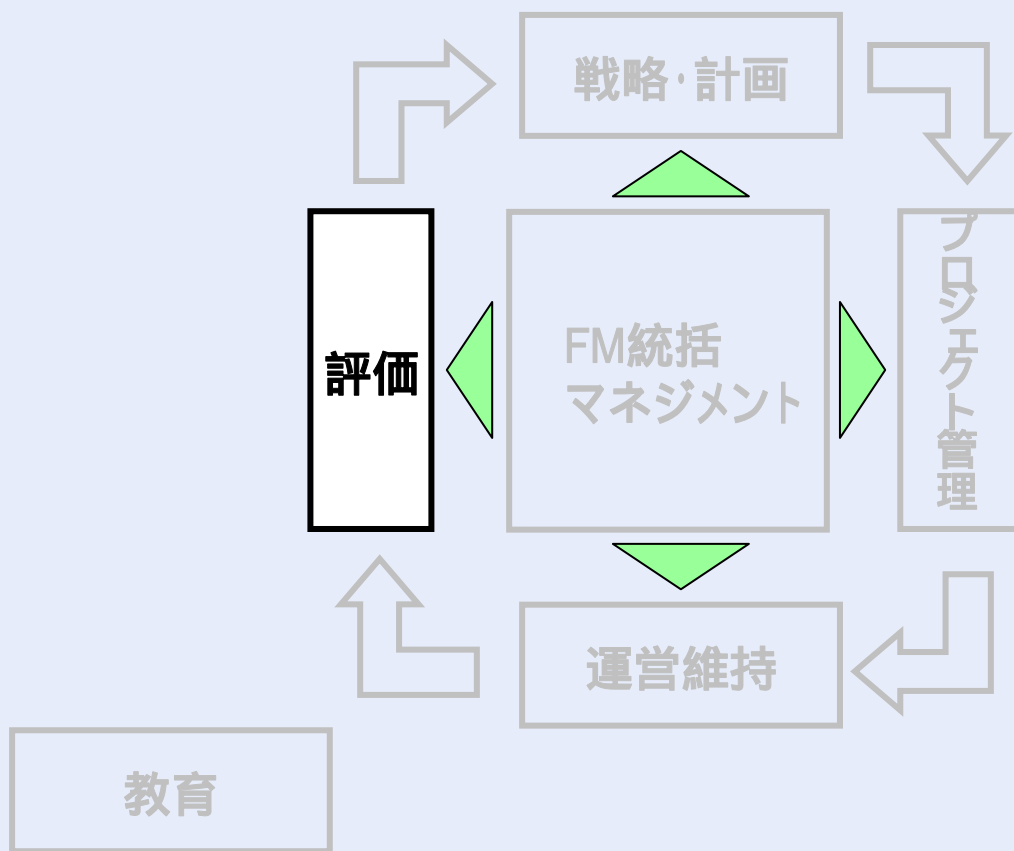 戦略・計画
評価
FM統括
マネジメント
プロジェクト管理
運営維持
教育